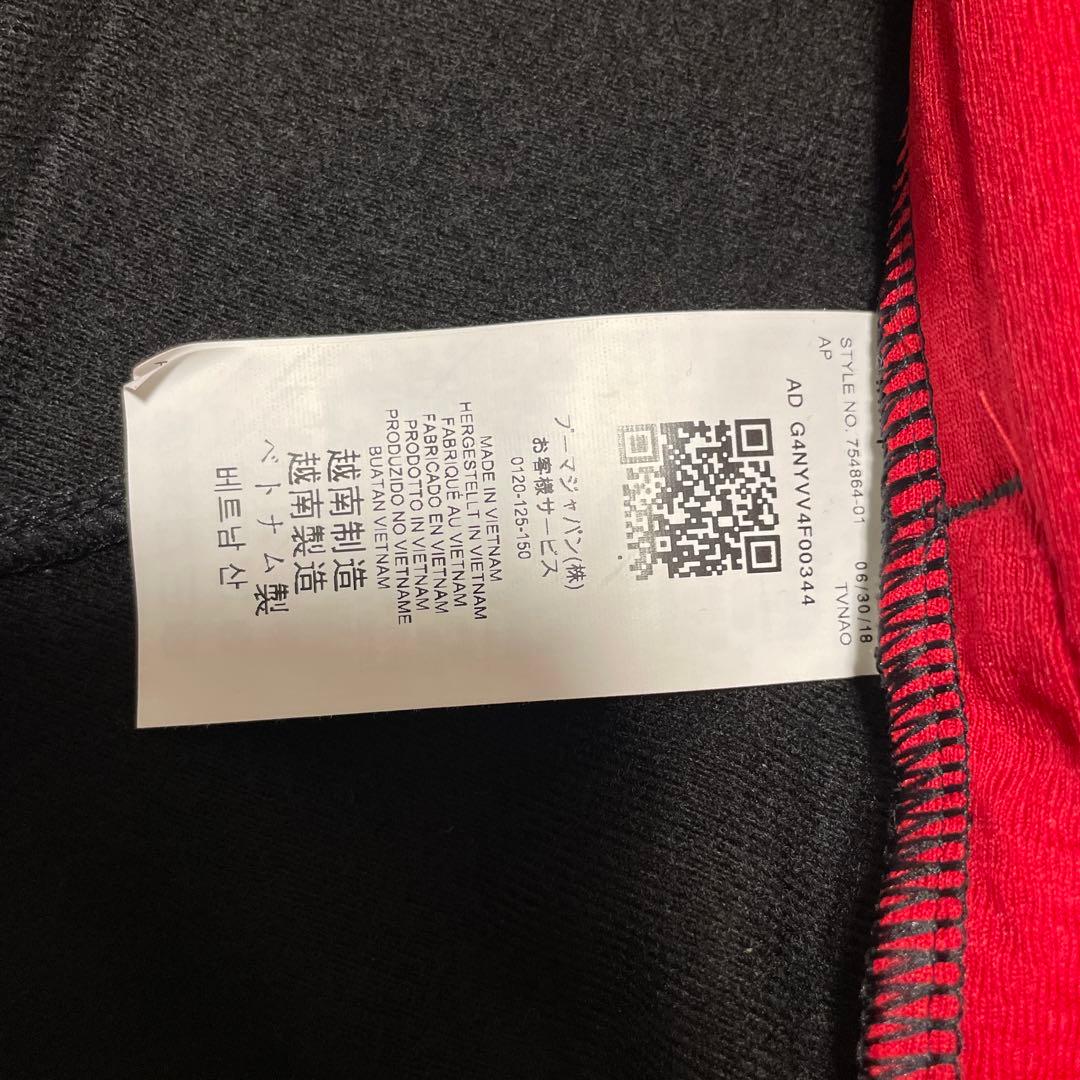 STYLE NO. 754864-01 06/30/18
AP TVNAO
AD G4NYVV4F00344
プーマジャパン(株)
お客様サービス
0120-125-150
MADE IN VIETNAM
HERGESTELLT IN VIETNAM
FABRIQUÉ AU VIETNAM
FABRICADO EN VIETNAM
PRODOTTO IN VIETNAM
PRODUZIDO NO VIETNAME
BUATAN VIETNAM
越南制造
越南製造
ベトナム製
베트남 산